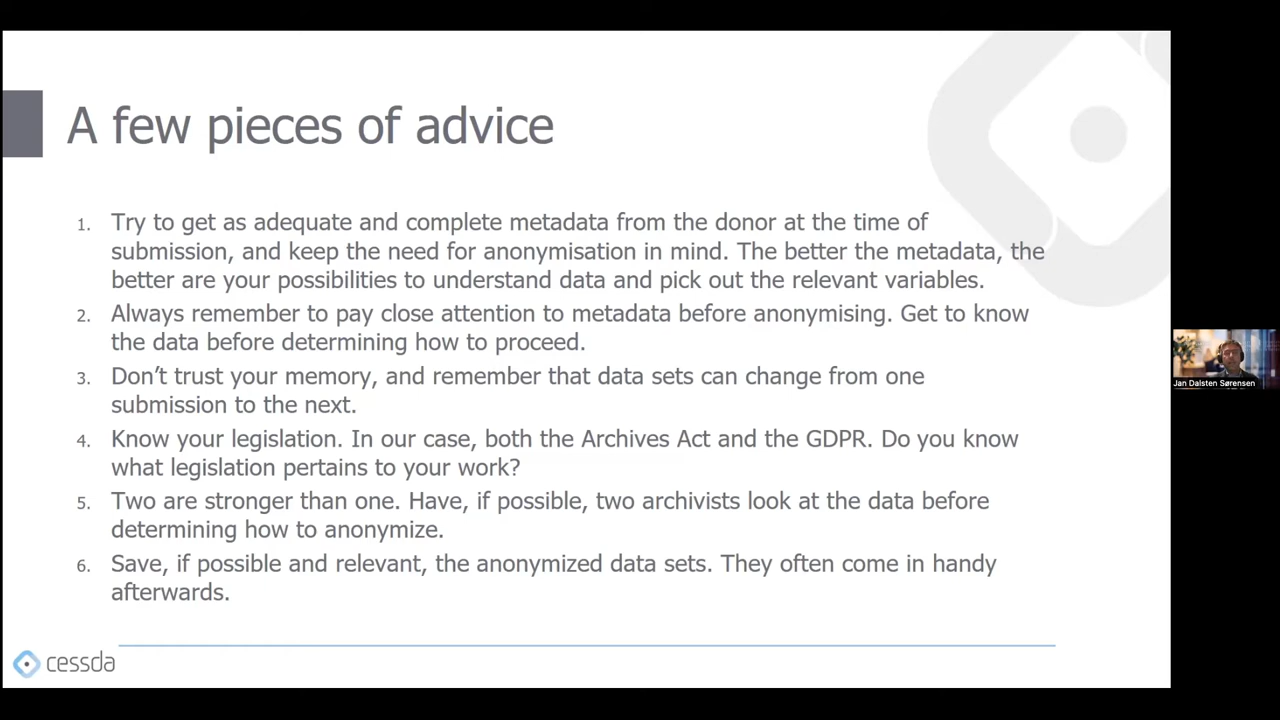 A few pieces of advice
1. Try to get as adequate and complete metadata from the donor at the time of
submission, and keep the need for anonymisation in mind. The better the metadata, the
better are your possibilities to understand data and pick out the relevant variables.
2. Always remember to pay close attention to metadata before anonymising. Get to know
the data before determining how to proceed.
3. Don’t trust your memory, and remember that data sets can change from one
submission to the next.
4. Know your legislation. In our case, both the Archives Act and the GDPR. Do you know
what legislation pertains to your work?
5. Two are stronger than one. Have, if possible, two archivists look at the data before
determining how to anonymize.
6. Save, if possible and relevant, the anonymized data sets. They often come in handy
afterwards.
cessda
Jan Dalsten Sørensen